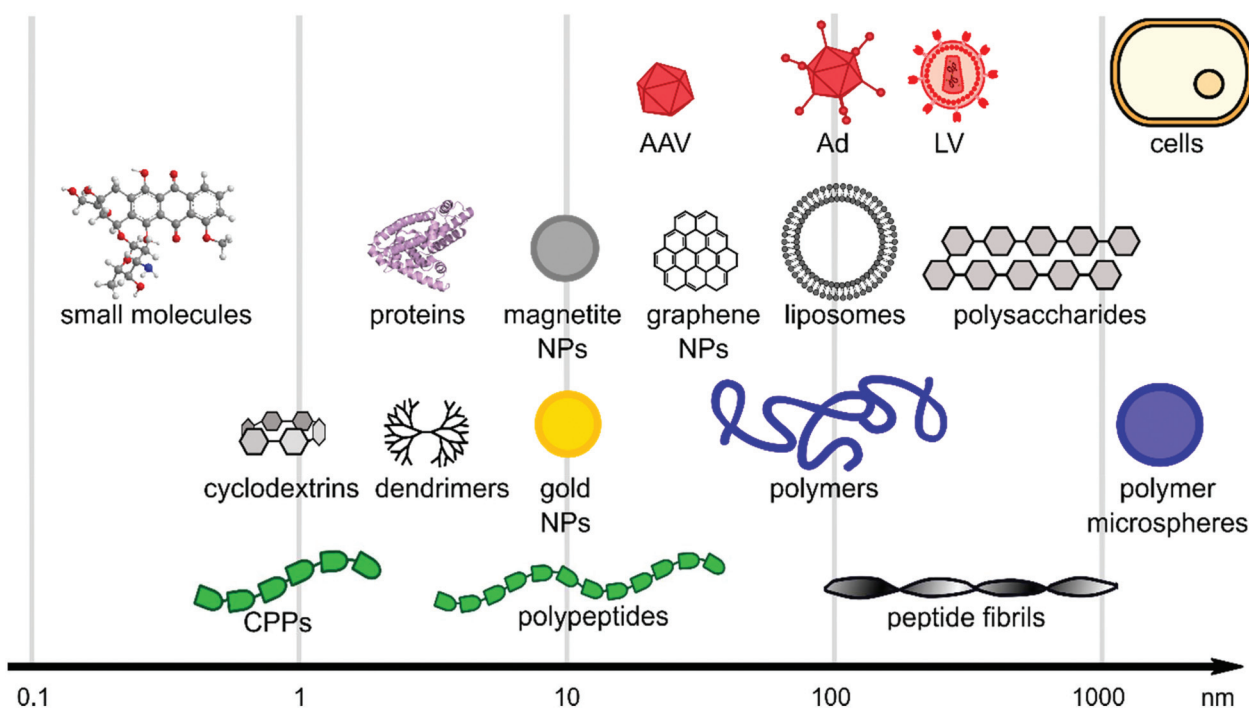 AAV Ad LV cells
small molecules proteins magnetite graphene liposomes polysaccharides
NPs NPs
cyclodextrins dendrimers gold polymers polymer
NPs microspheres
CPPs polypeptides peptide fibrils
0.1 1 10 100 1000 nm